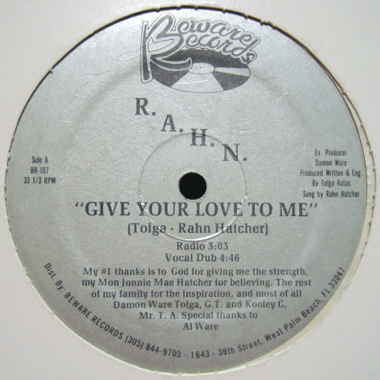 Beware
Records
R. A. H. N.
Side A
BR-107
33 1/3 RPM
Ex. Producer
Damon Ware
Produced Written & Eng.
By Tolga Katas
Sung by Rahn Hatcher
"GIVE YOUR LOVE TO ME"
(Tolga - Rahn Hatcher)
Radio 3:03
Vocal Dub 4:46
My #1 thanks is to God for giving me the strength,
my Mon Jonnie Mae Hatcher for believing. The rest
of my family for the inspiration, and most of all
Damon Ware Tolga, G.T. and Kooley C.
Mr. T. A. Special thanks to
Al Ware
Dist. By: BEWARE RECORDS (305) 844-9709 - 1643 - 39th Street, West Palm Beach, FL 33047